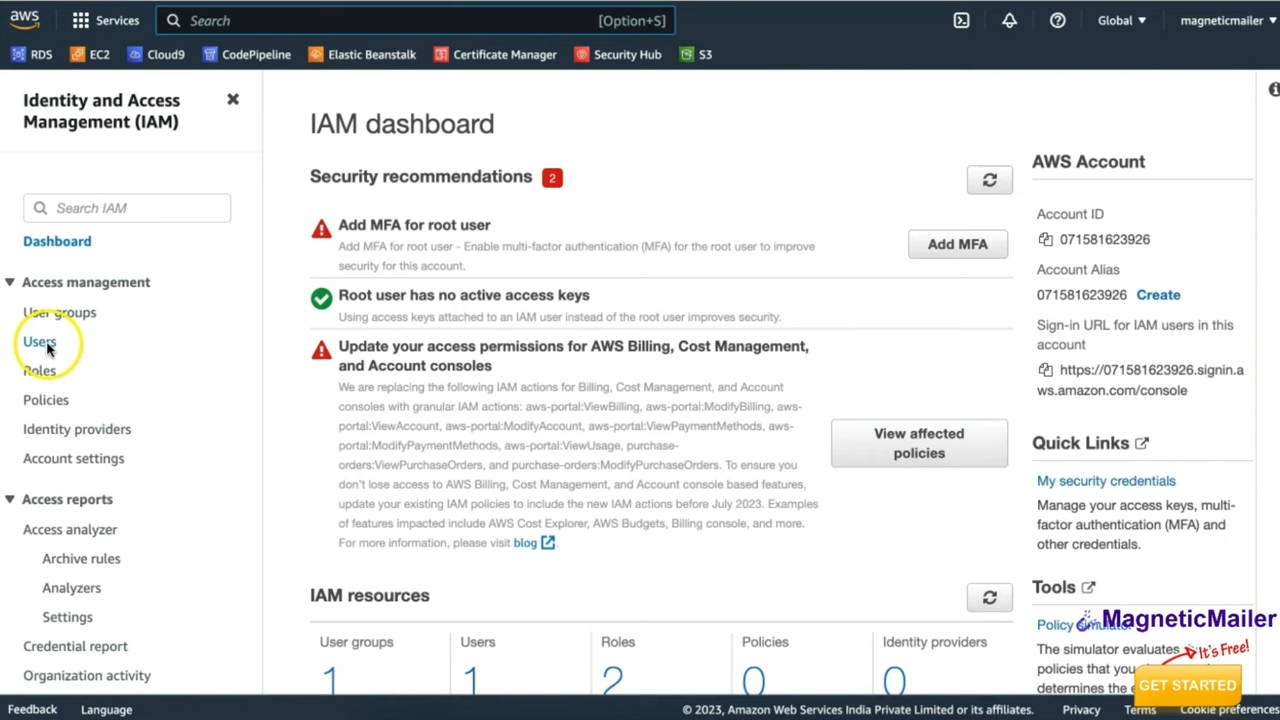 aws
Services
Search
[Option+S]
Global ▼
magneticmailer ▼
RDS
EC2
Cloud9
CodePipeline
Elastic Beanstalk
Certificate Manager
Security Hub
S3
Identity and Access
Management (IAM)
Search IAM
Dashboard
Access management
User groups
Users
Roles
Policies
Identity providers
Account settings
Access reports
Access analyzer
Archive rules
Analyzers
Settings
Credential report
Organization activity
IAM dashboard
Security recommendations 2
Add MFA for root user
Add MFA for root user - Enable multi-factor authentication (MFA) for the root user to improve
security for this account.
Add MFA
Root user has no active access keys
Using access keys attached to an IAM user instead of the root user improves security.
Update your access permissions for AWS Billing, Cost Management,
and Account consoles
We are replacing the following IAM actions for Billing, Cost Management, and Account
consoles with granular IAM actions: aws-portal:ViewBilling, aws-portal:ModifyBilling, aws-
portal:ViewAccount, aws-portal:ModifyAccount, aws-portal:ViewPaymentMethods, aws-
portal:ModifyPaymentMethods, aws-portal:ViewUsage, purchase-
orders:ViewPurchaseOrders, and purchase-orders:ModifyPurchaseOrders. To ensure you
don't lose access to AWS Billing, Cost Management, and Account console based features,
update your existing IAM policies to include the new IAM actions before July 2023. Examples
of features impacted include AWS Cost Explorer, AWS Budgets, Billing console, and more.
For more information, please visit blog.
View affected
policies
IAM resources
User groups
1
Users
1
Roles
2
Policies
0
Identity providers
0
AWS Account
Account ID
071581623926
Account Alias
071581623926 Create
Sign-in URL for IAM users in this
account
https://071581623926.signin.a
ws.amazon.com/console
Quick Links
My security credentials
Manage your access keys, multi-
factor authentication (MFA) and
other credentials.
Tools
Policy simulator
MagneticMailer
The simulator evaluates
policies that you
determines the
It's Free!
GET STARTED
Feedback
Language
© 2023, Amazon Web Services India Private Limited or its affiliates.
Privacy
Terms
Cookie preferences